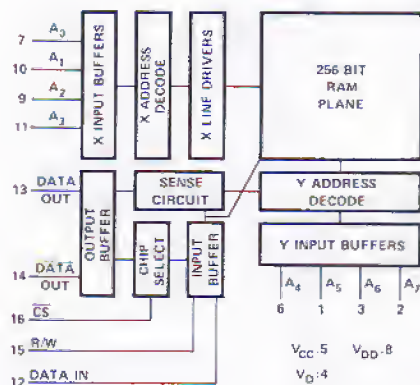 7 A0
10 A1
9 A2
11 A3
X INPUT BUFFERS
X ADDRESS DECODE
X LINE DRIVERS
256 BIT
RAM
PLANE
13 DATA
OUT
14 DATA
OUT
OUTPUT BUFFER
SENSE
CIRCUIT
CHIP SELECT
INPUT BUFFER
Y ADDRESS
DECODE
Y INPUT BUFFERS
A4 A5 A6 A7
6 1 3 2
16 CS
15 R/W
12 DATA IN
VCC:5 VDD:8
VD:4